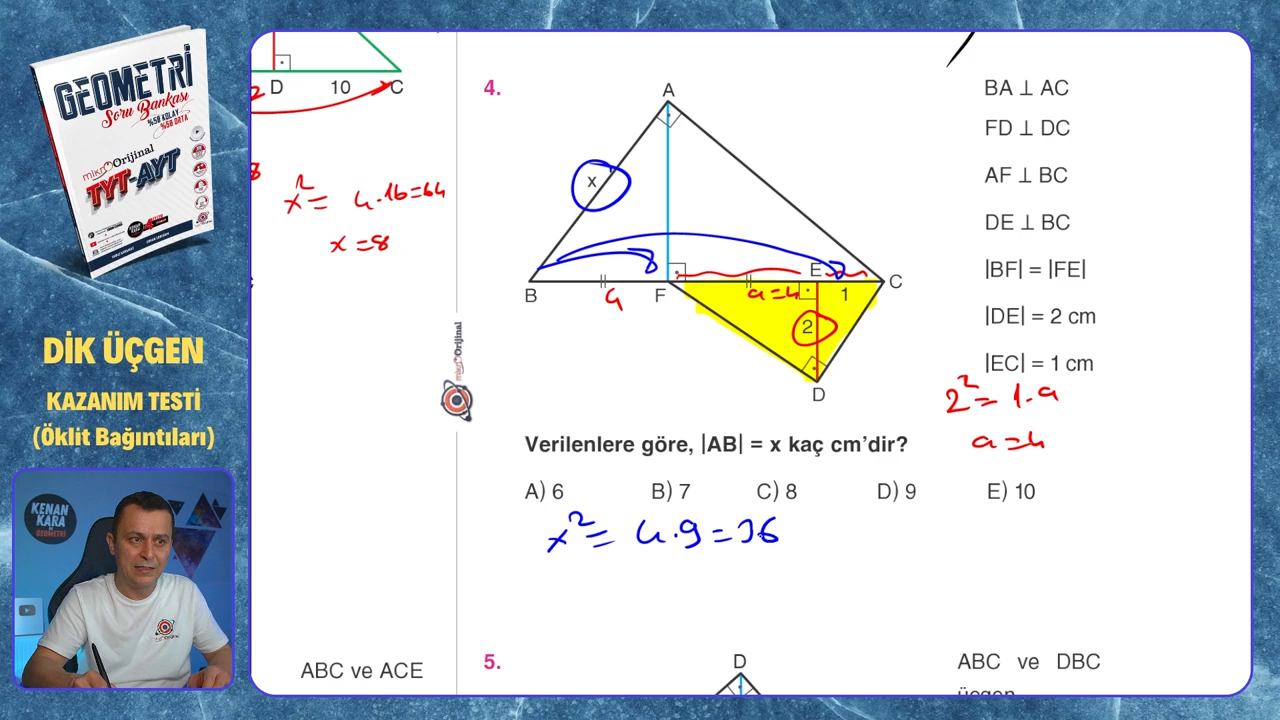 GEOMETRİ
Soru Bankası
%50 KOLAY
%50 ORTA
mikro Orijinal
TYT-AYT
DİK ÜÇGEN
KAZANIM TESTİ
(Öklit Bağıntıları)
KENAN
KARA
GEOMETRİ
D 10 C
2
8
x² = 4.16=64
x =8
ABC ve ACE
mikro Orijinal
4.
A
x
B F E C
4 a=4 1
2
D
BA ⊥ AC
FD ⊥ DC
AF ⊥ BC
DE ⊥ BC
|BF| = |FE|
|DE| = 2 cm
|EC| = 1 cm
2² = 1.a
a=4
Verilenlere göre, |AB| = x kaç cm'dir?
A) 6 B) 7 C) 8 D) 9 E) 10
x² = 4.9=36
5.
D
ABC ve DBC
üçgen